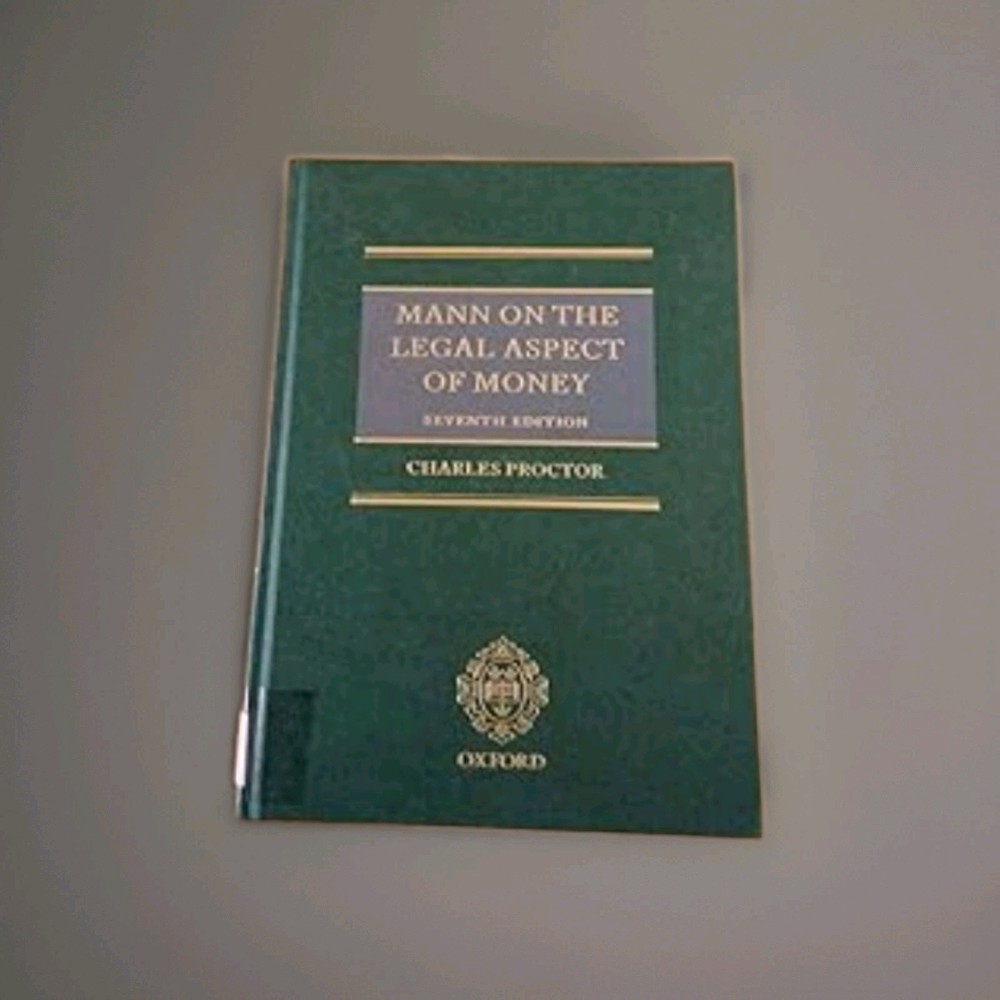 MANN ON THE
LEGAL ASPECT
OF MONEY
SEVENTH EDITION
CHARLES PROCTOR
OXFORD